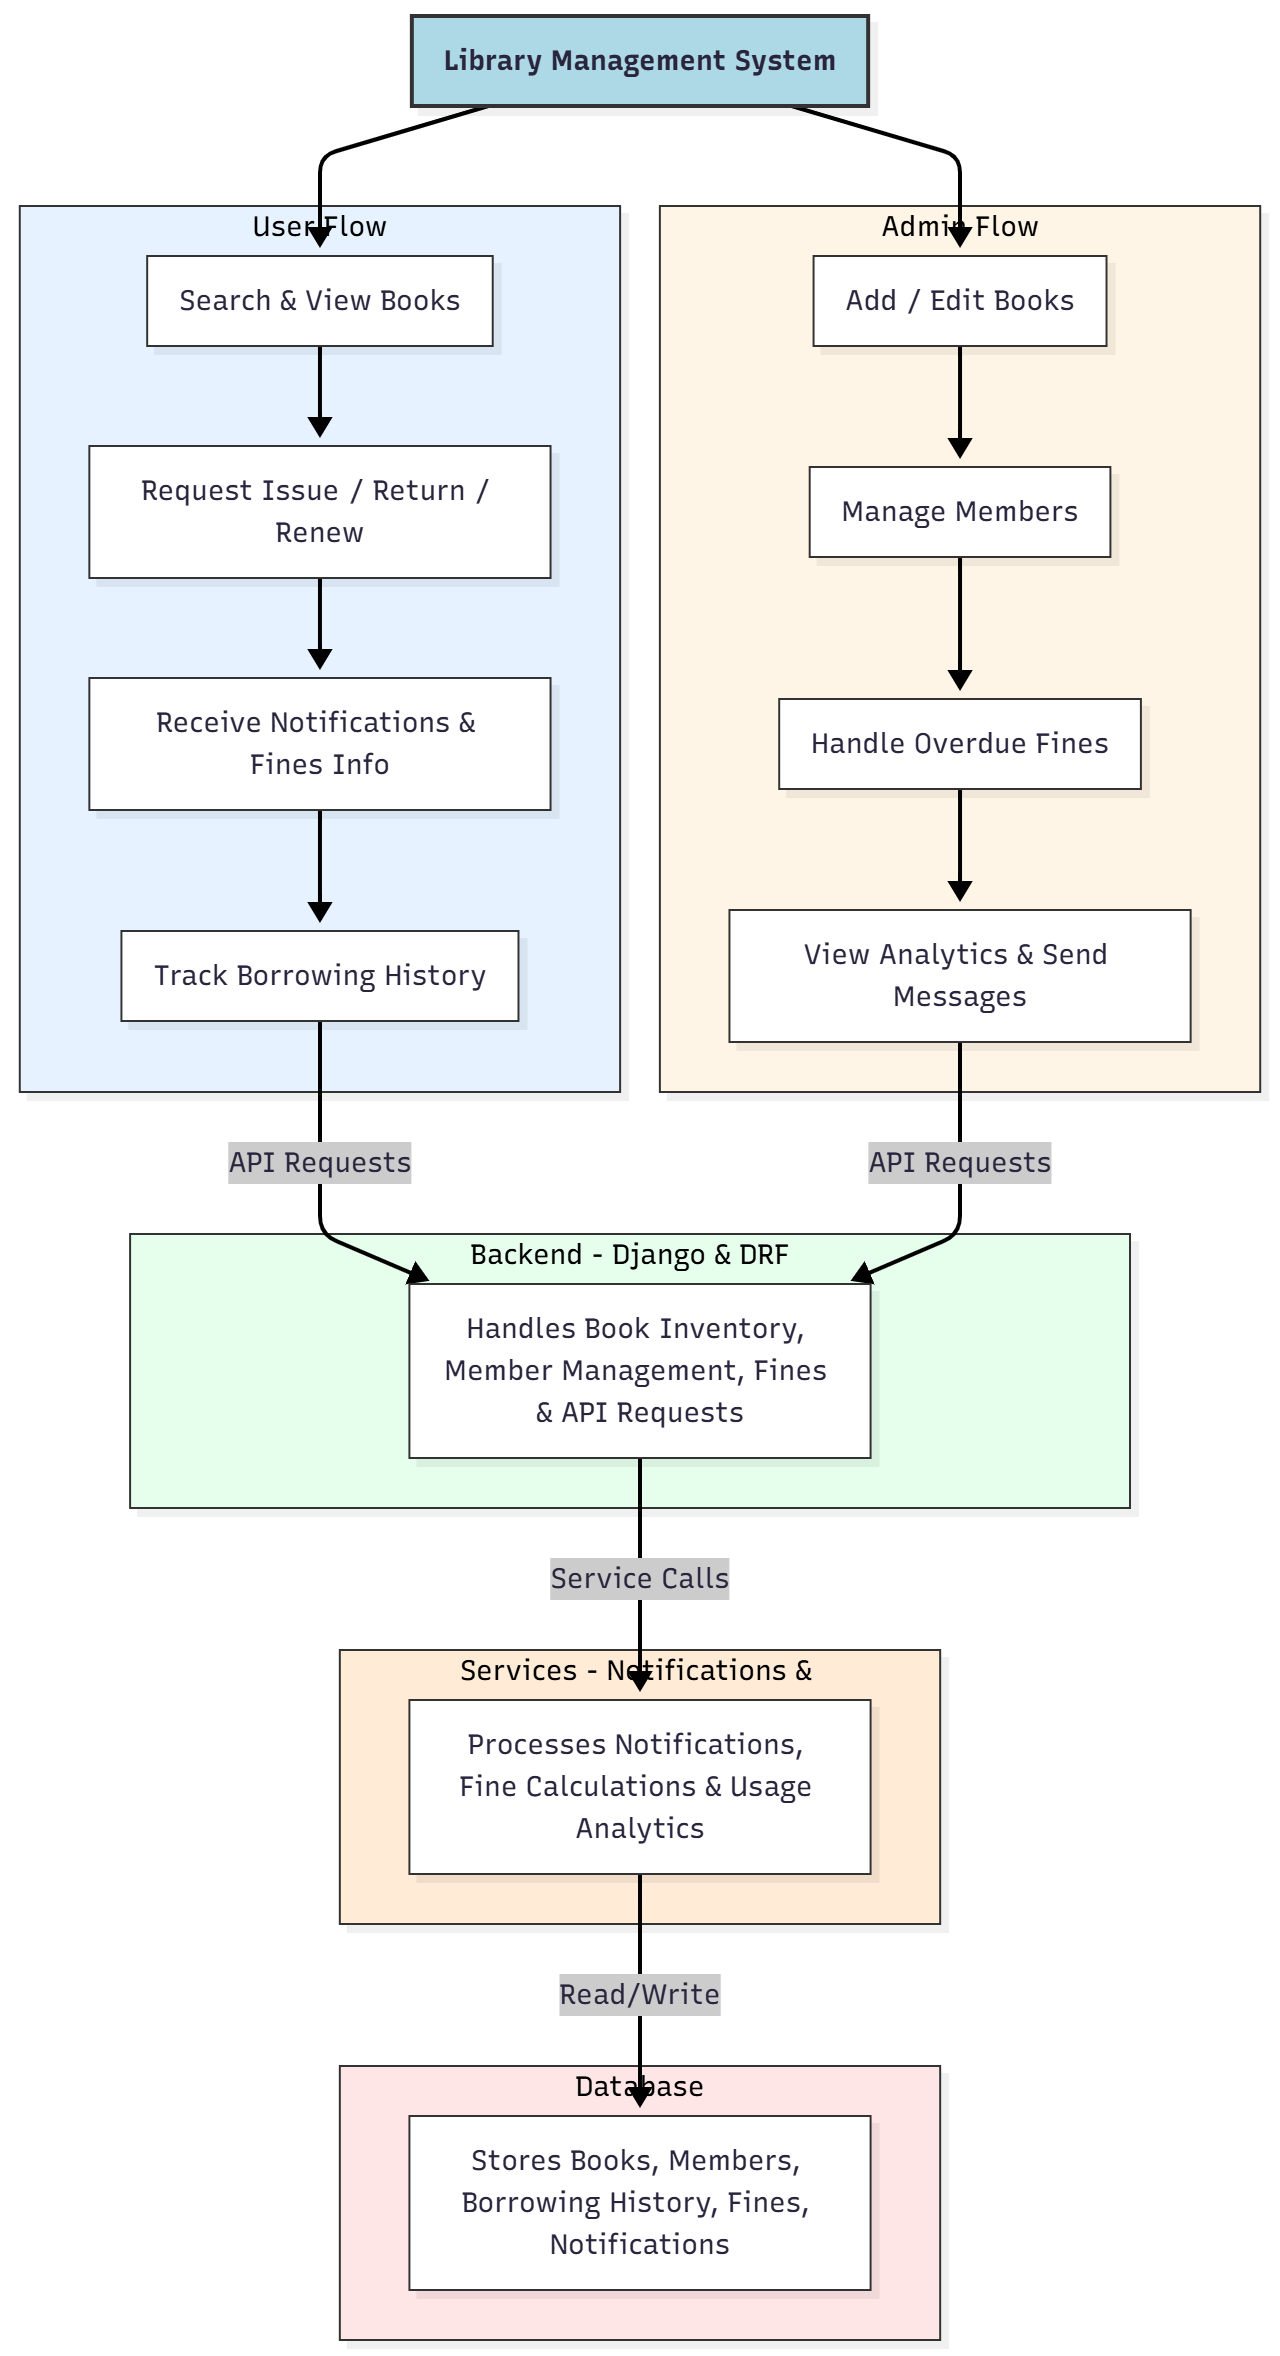 Library Management System
User Flow
Search & View Books
Request Issue / Return /
Renew
Receive Notifications &
Fines Info
Track Borrowing History
Admin Flow
Add / Edit Books
Manage Members
Handle Overdue Fines
View Analytics & Send
Messages
API Requests
API Requests
Backend - Django & DRF
Handles Book Inventory,
Member Management, Fines
& API Requests
Service Calls
Services - Notifications &
Processes Notifications,
Fine Calculations & Usage
Analytics
Read/Write
Database
Stores Books, Members,
Borrowing History, Fines,
Notifications